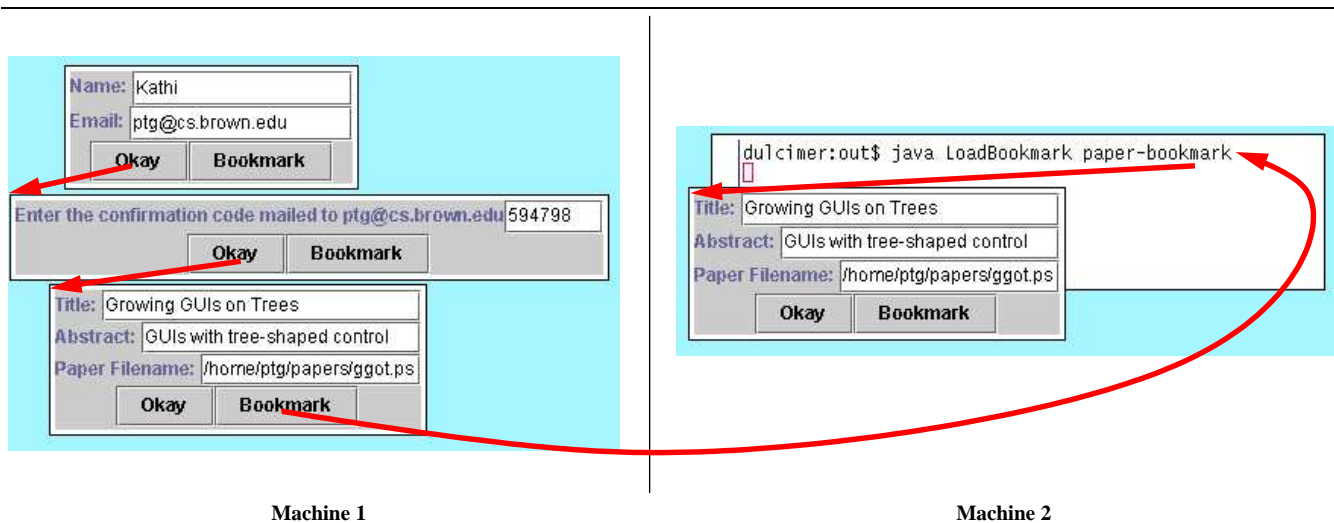 Name: Kathi
Email: ptg@cs.brown.edu
Okay Bookmark
Enter the confirmation code mailed to ptg@cs.brown.edu 594798
Okay Bookmark
Title: Growing GUIs on Trees
Abstract: GUIs with tree-shaped control
Paper Filename: /home/ptg/papers/ggot.ps
Okay Bookmark
Machine 1
dulcimer:out$ java LoadBookmark paper-bookmark
Title: Growing GUIs on Trees
Abstract: GUIs with tree-shaped control
Paper Filename: /home/ptg/papers/ggot.ps
Okay Bookmark
Machine 2